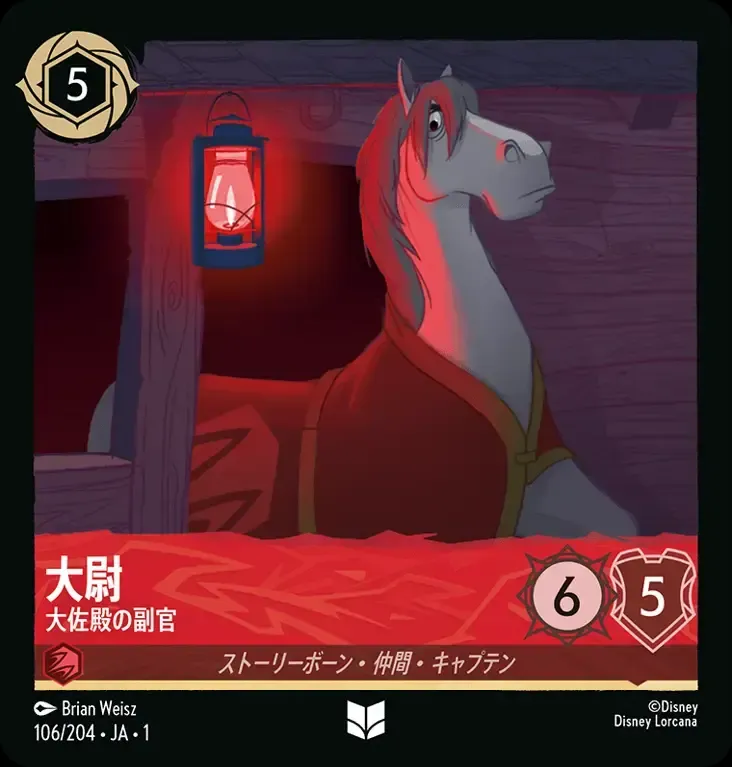 5
大尉
大佐殿の副官
6
5
ストーリーボーン・仲間・キャプテン
Brian Weisz
106/204・JA・1
©Disney
Disney Lorcana